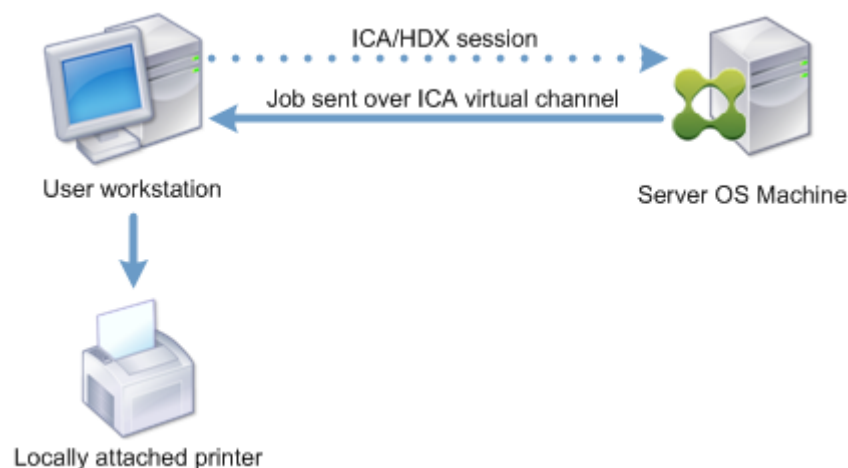 ICA/HDX session
Job sent over ICA virtual channel
User workstation
Server OS Machine
Locally attached printer